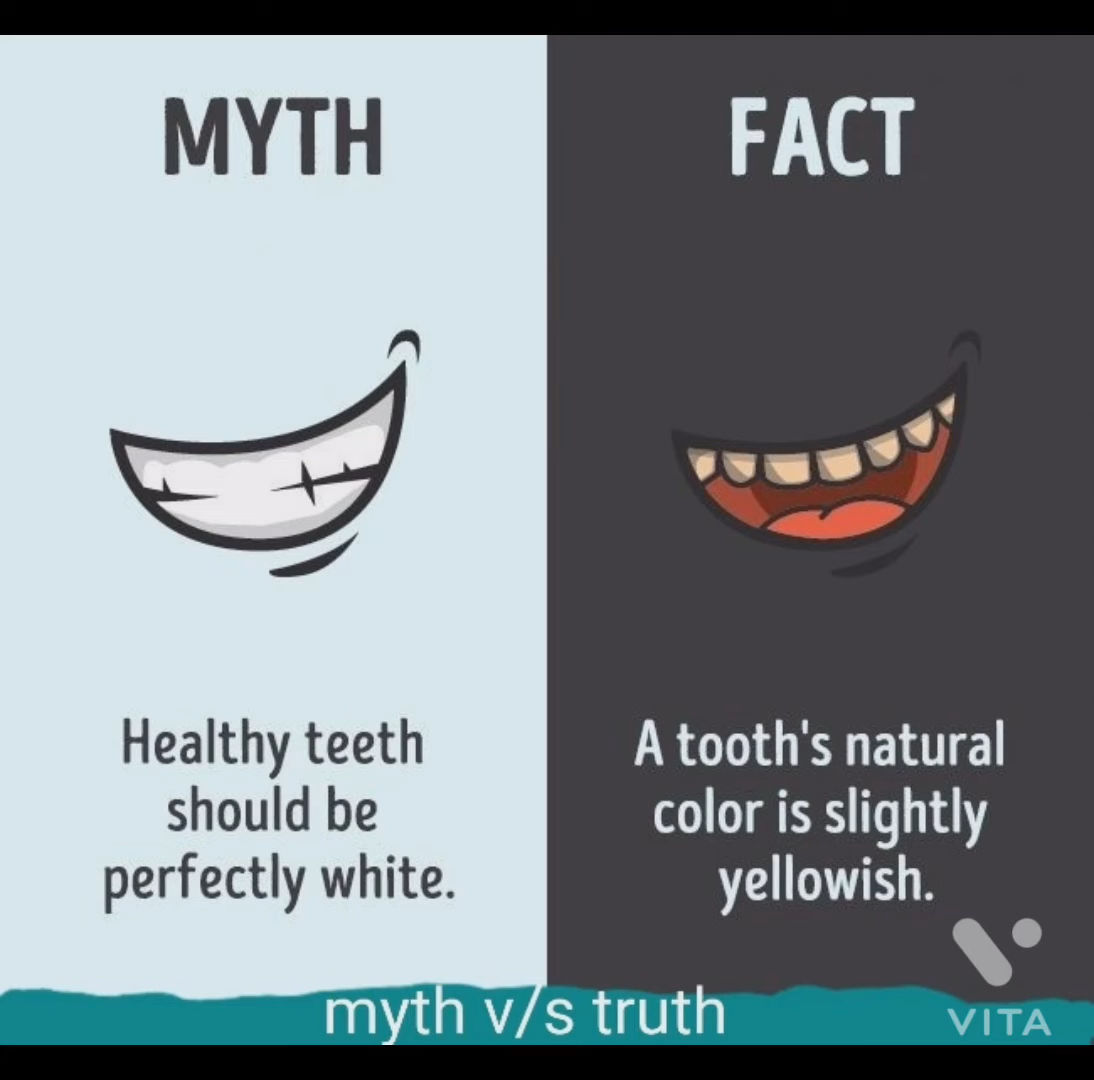 MYTH
Healthy teeth
should be
perfectly white.
FACT
A tooth's natural
color is slightly
yellowish.
myth v/s truth
VITA